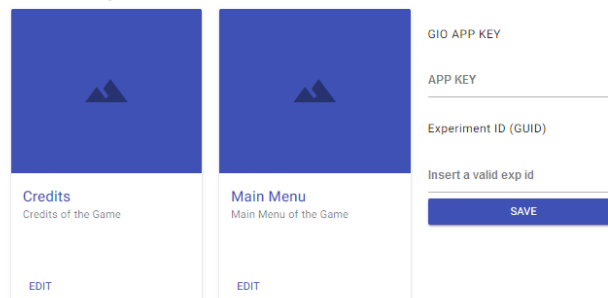 Credits
Credits of the Game
EDIT
Main Menu
Main Menu of the Game
EDIT
GIO APP KEY
APP KEY
Experiment ID (GUID)
Insert a valid exp id
SAVE